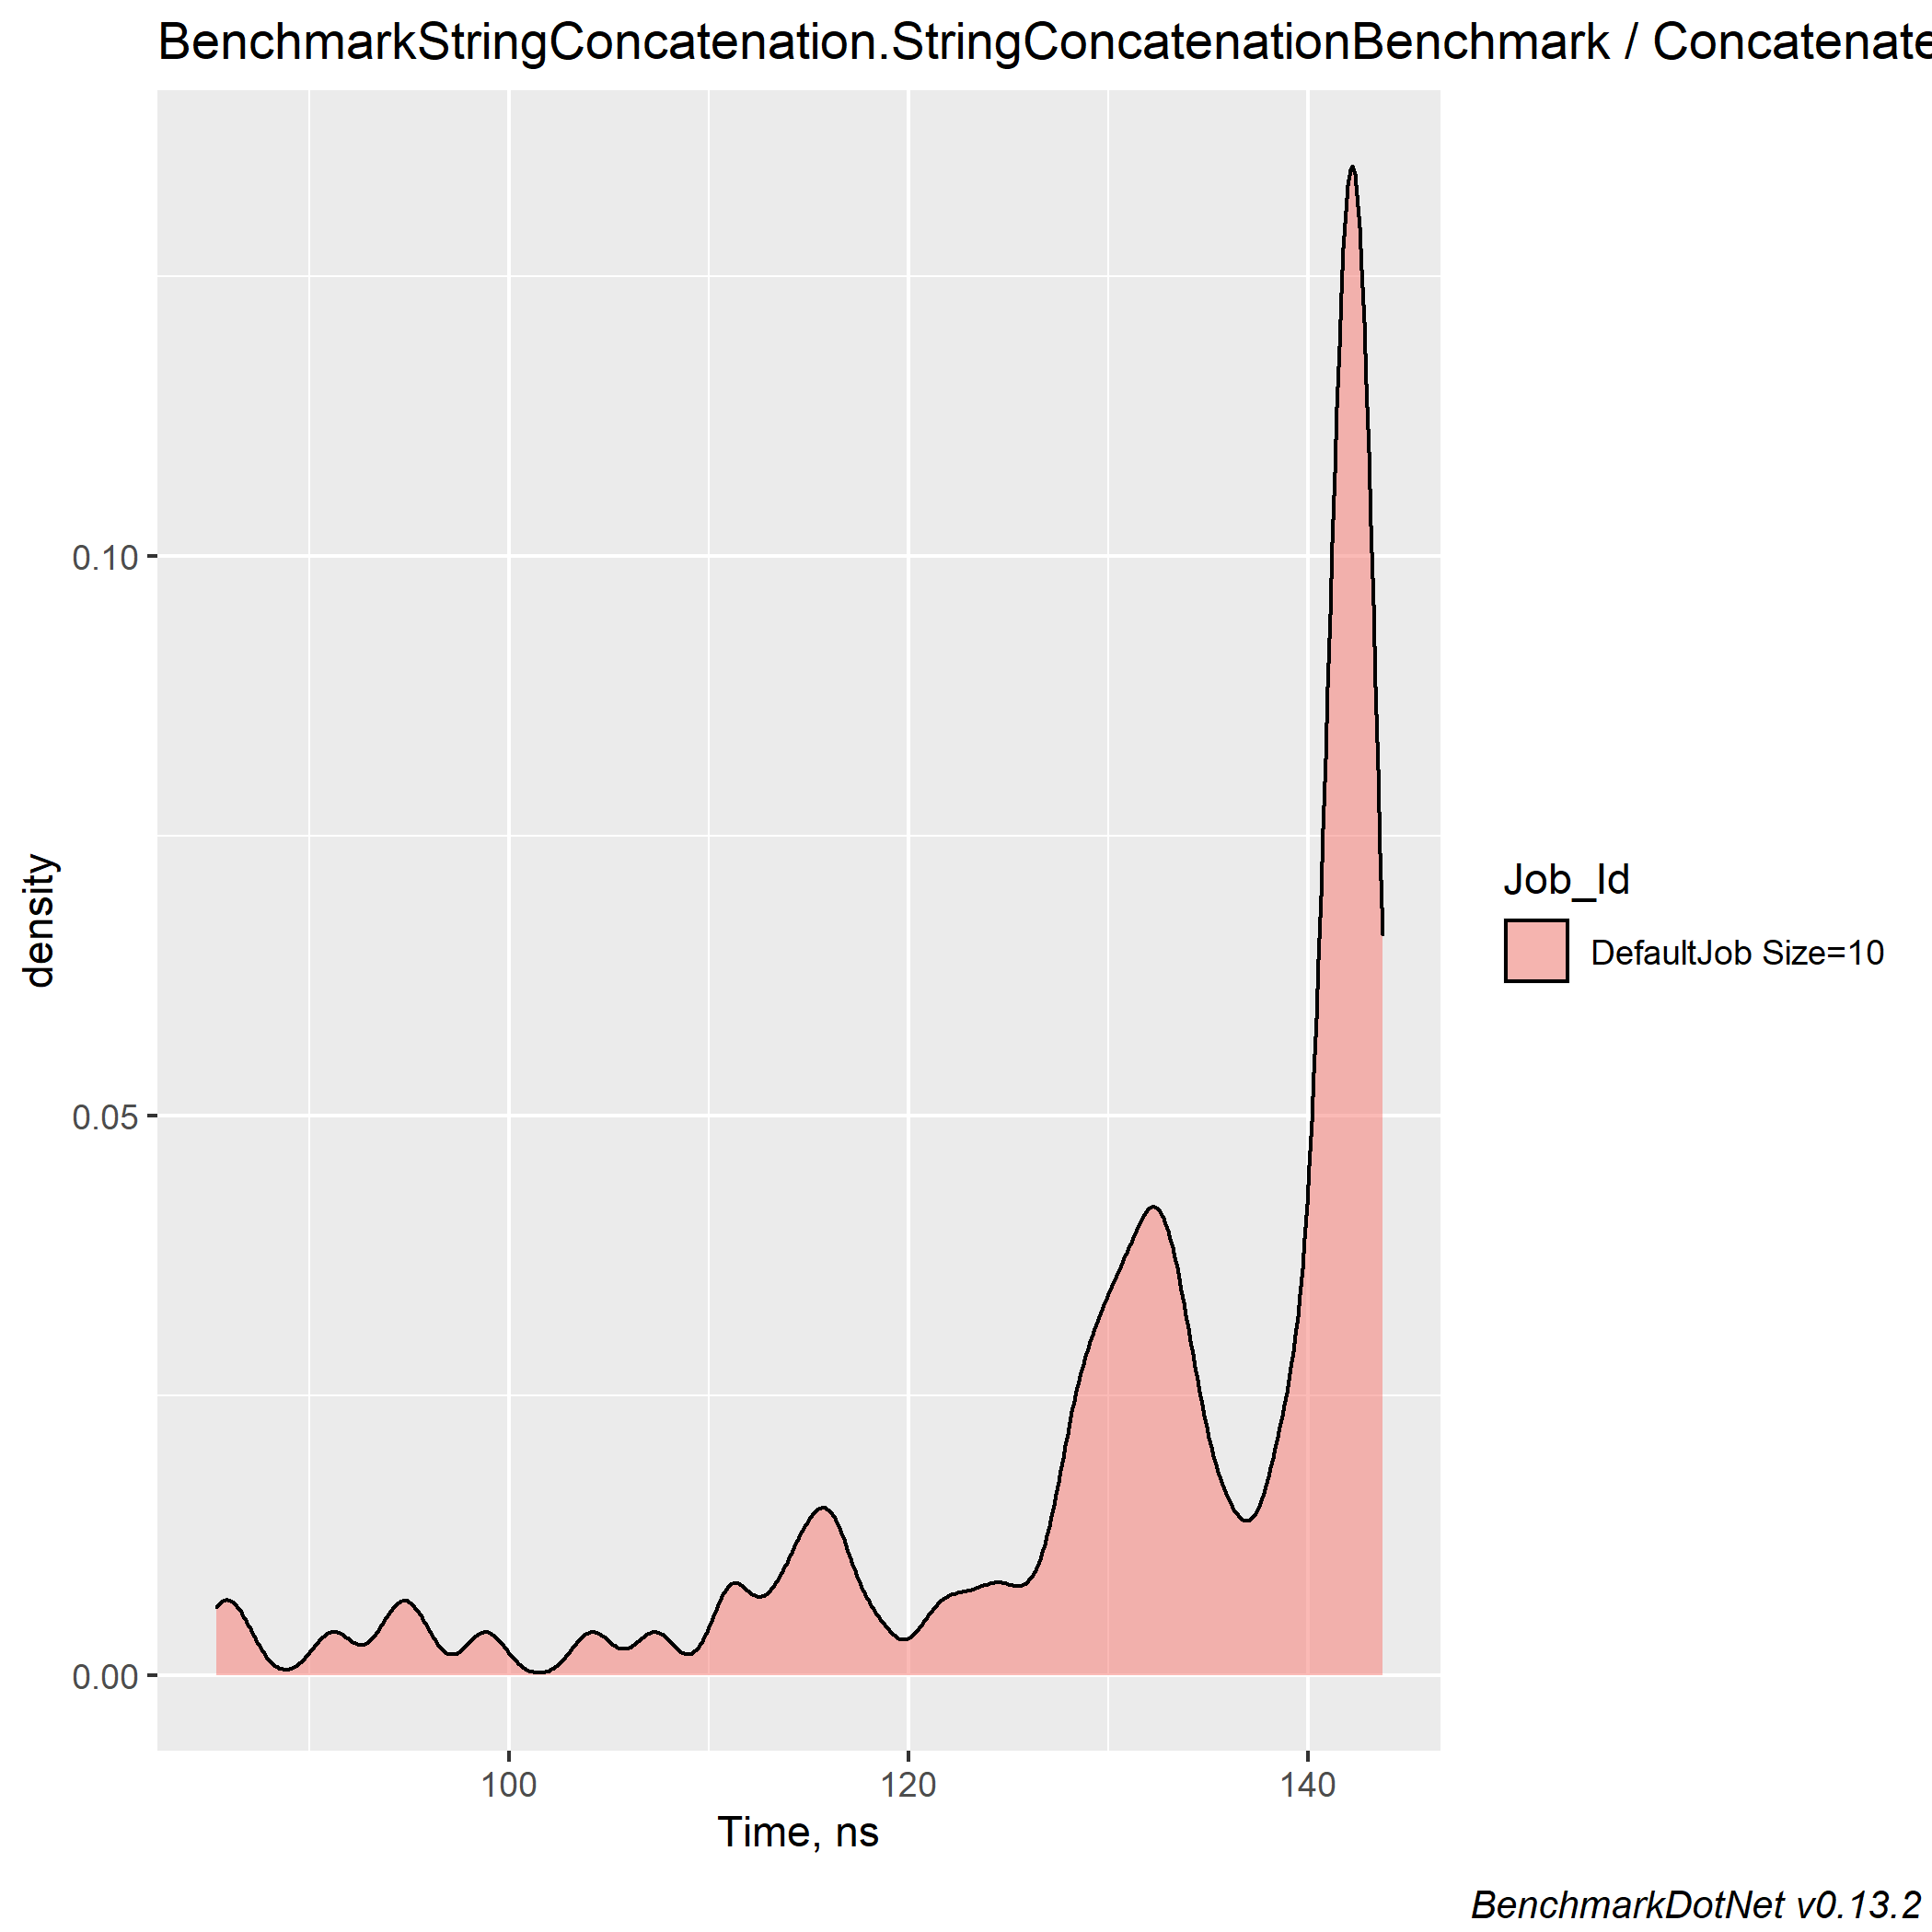 BenchmarkStringConcatenation.StringConcatenationBenchmark / Concatenate
density
0.10
0.05
0.00
100 120 140
Time, ns
Job_Id
DefaultJob Size=10
BenchmarkDotNet v0.13.2